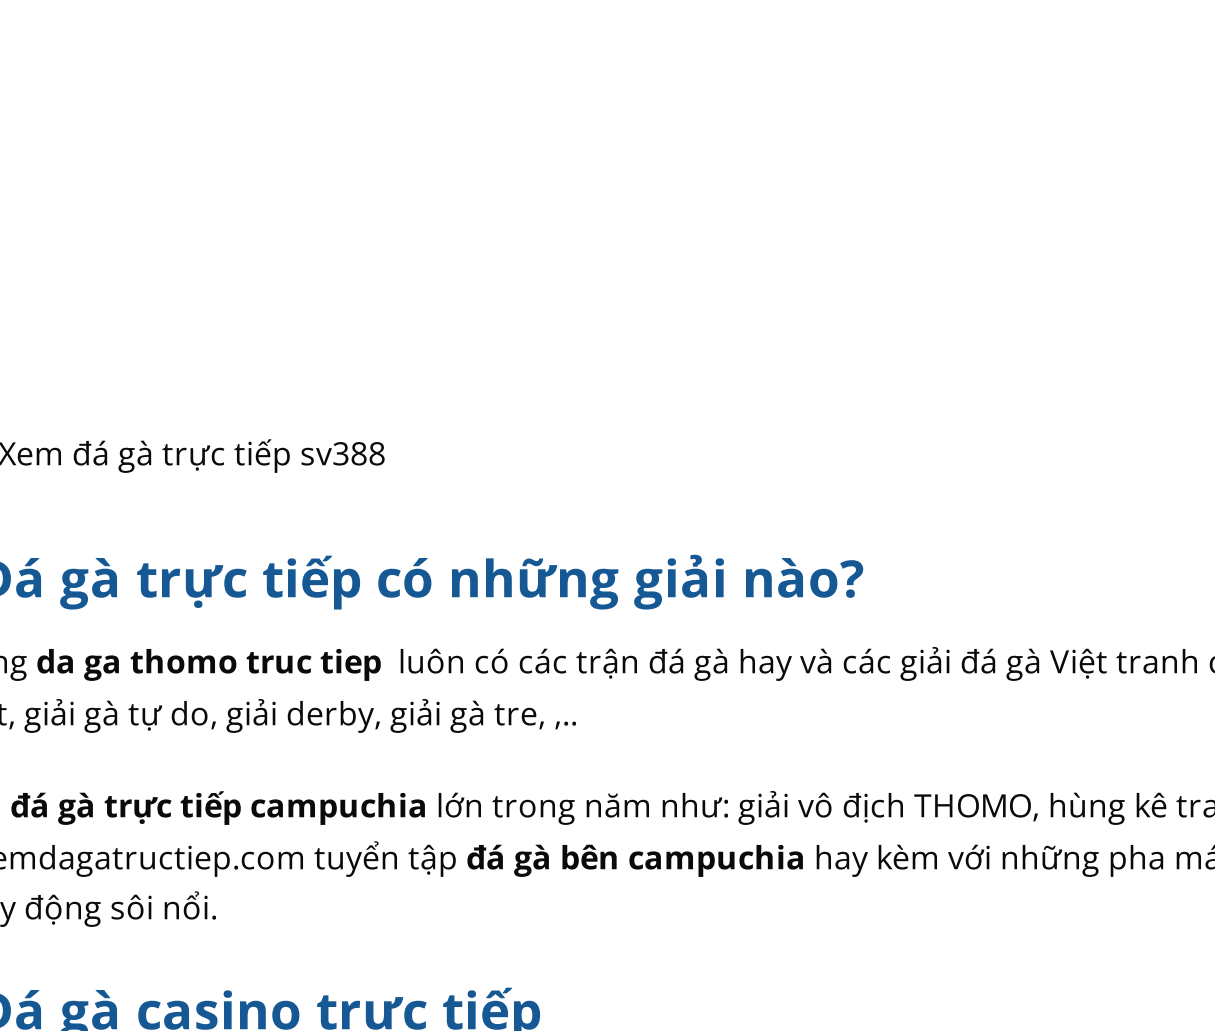 Xem đá gà trực tiếp sv388
Đá gà trực tiếp có những giải nào?
da ga thomo truc tiep luôn có các trận đá gà hay và các giải đá gà Việt tranh
giải gà tự do, giải derby, giải gà tre, ,..
đá gà trực tiếp campuchia lớn trong năm như: giải vô địch THOMO, hùng kê
emdagatructiep.com tuyển tập đá gà bên campuchia hay kèm với những pha
động sôi nổi.
Đá gà casino trực tiếp